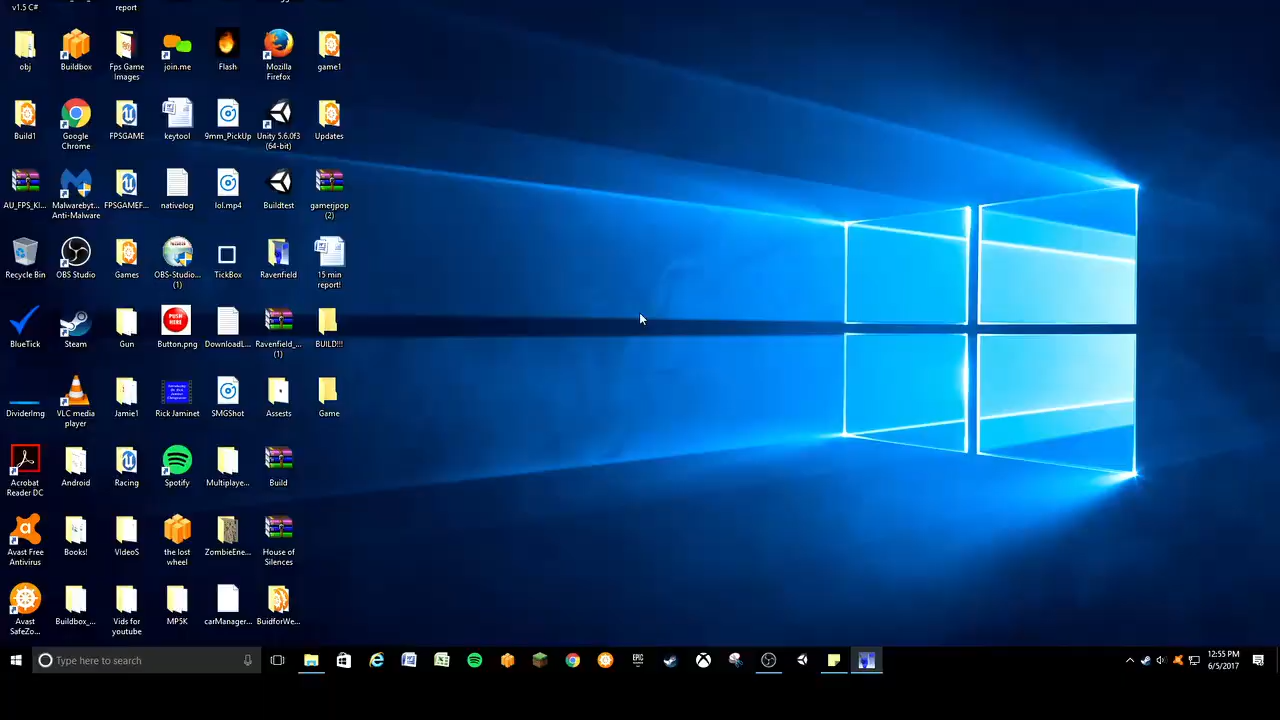 v1.5 C#
report
obj
Buildbox
Fps Game
Images
join.me
Flash
Mozilla
Firefox
game1
Build1
Google
Chrome
FPSGAME
keytool
9mm_PickUp
Unity 5.6.0f3
(64-bit)
Updates
AU_FPS_KI...
Malwarebyt...
Anti-Malware
FPSGAMEF...
nativelog
lol.mp4
Buildtest
gamerjpop
(2)
Recycle Bin
OBS Studio
Games
OBS-Studio...
(1)
TickBox
Ravenfield
15 min
report!
BlueTick
Steam
Gun
PUSH
HERE
Button.png
DownloadL...
Ravenfield_...
(1)
BUILD!!!
DividerImg
VLC media
player
Jamie1
Rick Jaminet
SMGShot
Assests
Game
Acrobat
Reader DC
Android
Racing
Spotify
Multiplaye...
Build
Avast Free
Antivirus
Books!
VIdeoS
the lost
wheel
ZombieEne...
House of
Silences
Avast
SafeZo...
Buildbox_...
Vids for
youtube
MP5K
carManager...
BuidforWe...
Type here to search
EPIC
12:55 PM
6/5/2017